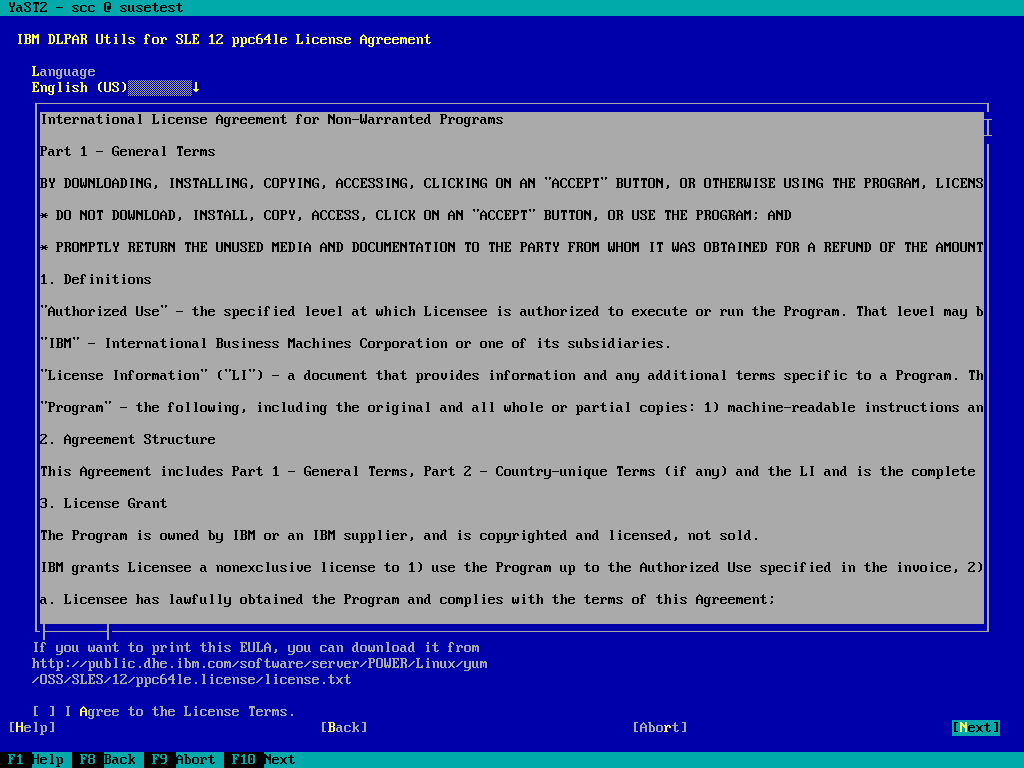 YaST2 - scc @ susetest
IBM DLPAR Utils for SLE 12 ppc64le License Agreement
Language
English (US)↓
International License Agreement for Non-Warranted Programs
Part 1 - General Terms
BY DOWNLOADING, INSTALLING, COPYING, ACCESSING, CLICKING ON AN "ACCEPT" BUTTON, OR OTHERWISE USING THE PROGRAM, LICENS
* DO NOT DOWNLOAD, INSTALL, COPY, ACCESS, CLICK ON AN "ACCEPT" BUTTON, OR USE THE PROGRAM; AND
* PROMPTLY RETURN THE UNUSED MEDIA AND DOCUMENTATION TO THE PARTY FROM WHOM IT WAS OBTAINED FOR A REFUND OF THE AMOUNT
1. Definitions
"Authorized Use" - the specified level at which Licensee is authorized to execute or run the Program. That level may b
"IBM" - International Business Machines Corporation or one of its subsidiaries.
"License Information" ("LI") - a document that provides information and any additional terms specific to a Program. Th
"Program" - the following, including the original and all whole or partial copies: 1) machine-readable instructions an
2. Agreement Structure
This Agreement includes Part 1 - General Terms, Part 2 - Country-unique Terms (if any) and the LI and is the complete
3. License Grant
The Program is owned by IBM or an IBM supplier, and is copyrighted and licensed, not sold.
IBM grants Licensee a nonexclusive license to 1) use the Program up to the Authorized Use specified in the invoice, 2)
a. Licensee has lawfully obtained the Program and complies with the terms of this Agreement;
If you want to print this EULA, you can download it from
http://public.dhe.ibm.com/software/server/POWER/Linux/yum
/OSS/SLES/12/ppc64le.license/license.txt
[ ] I Agree to the License Terms.
[Help] [Back] [Abort] [Next]
F1 Help F8 Back F9 Abort F10 Next